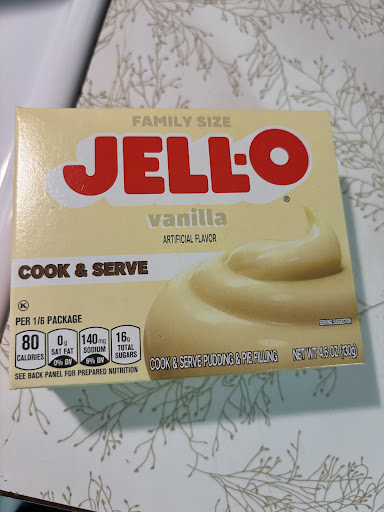 FAMILY SIZE
JELL-O
®
vanilla
ARTIFICIAL FLAVOR
COOK & SERVE
K
PER 1/6 PACKAGE
80 CALORIES
0g SAT FAT 0% DV
140mg SODIUM 6% DV
16g TOTAL SUGARS
SEE BACK PANEL FOR PREPARED NUTRITION
SERVING SUGGESTION
COOK & SERVE PUDDING & PIE FILLING NET WT 4.6 OZ (130g)